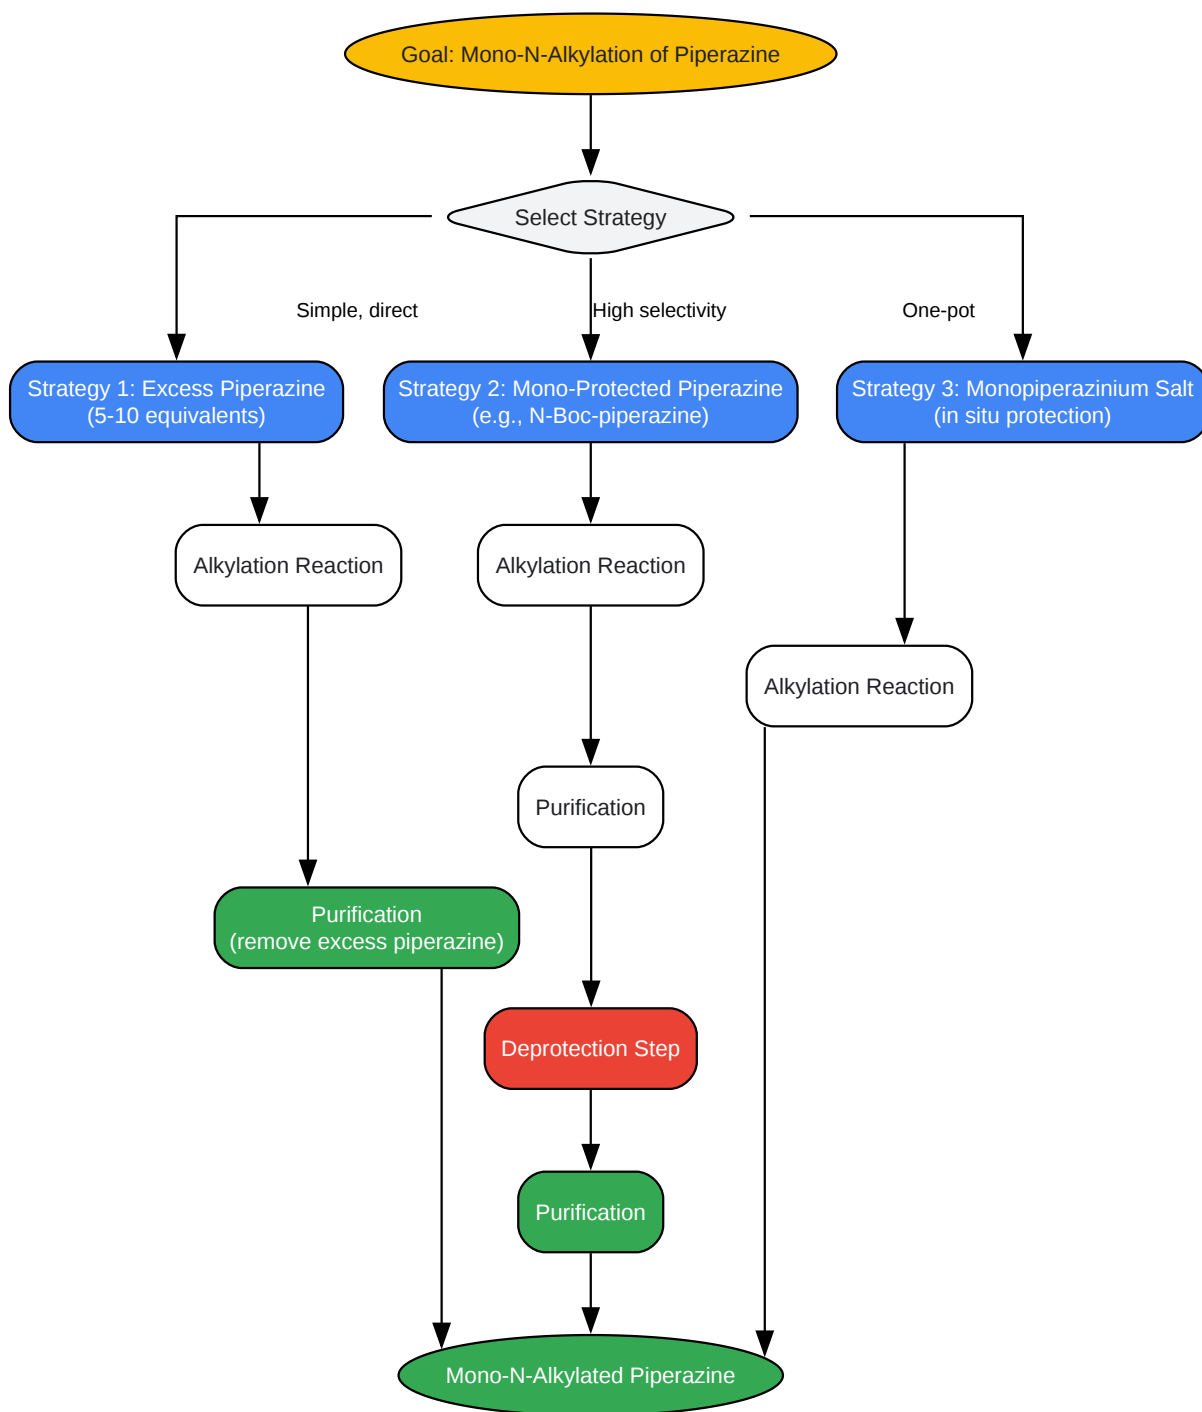 Goal: Mono-N-Alkylation of Piperazine
Select Strategy
Simple, direct
High selectivity
One-pot
Strategy 1: Excess Piperazine
(5-10 equivalents)
Strategy 2: Mono-Protected Piperazine
(e.g., N-Boc-piperazine)
Strategy 3: Monopiperazinium Salt
(in situ protection)
Alkylation Reaction
Alkylation Reaction
Alkylation Reaction
Purification
Purification
(remove excess piperazine)
Deprotection Step
Purification
Mono-N-Alkylated Piperazine